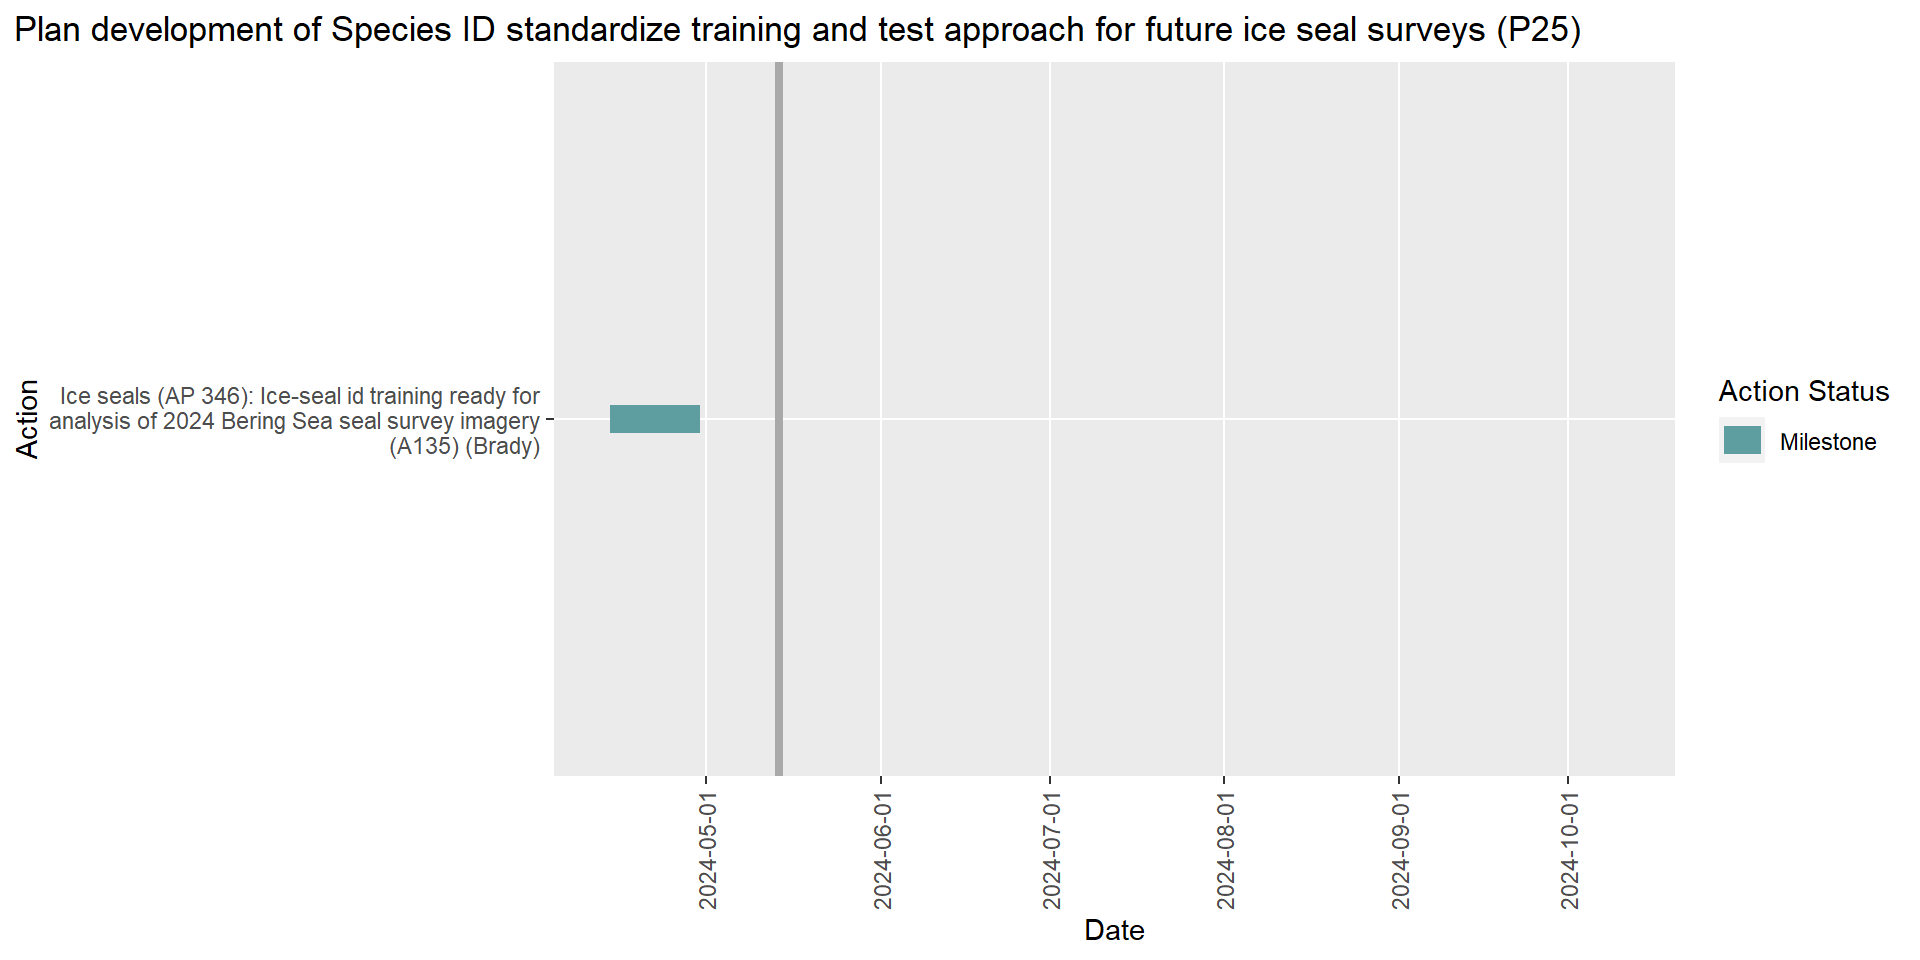 Plan development of Species ID standardize training and test approach for future ice seal surveys (P25)
Action
Ice seals (AP 346): Ice-seal id training ready for
analysis of 2024 Bering Sea seal survey imagery
(A135) (Brady)
Action Status
Milestone
2024-05-01
2024-06-01
2024-07-01
2024-08-01
2024-09-01
2024-10-01
Date